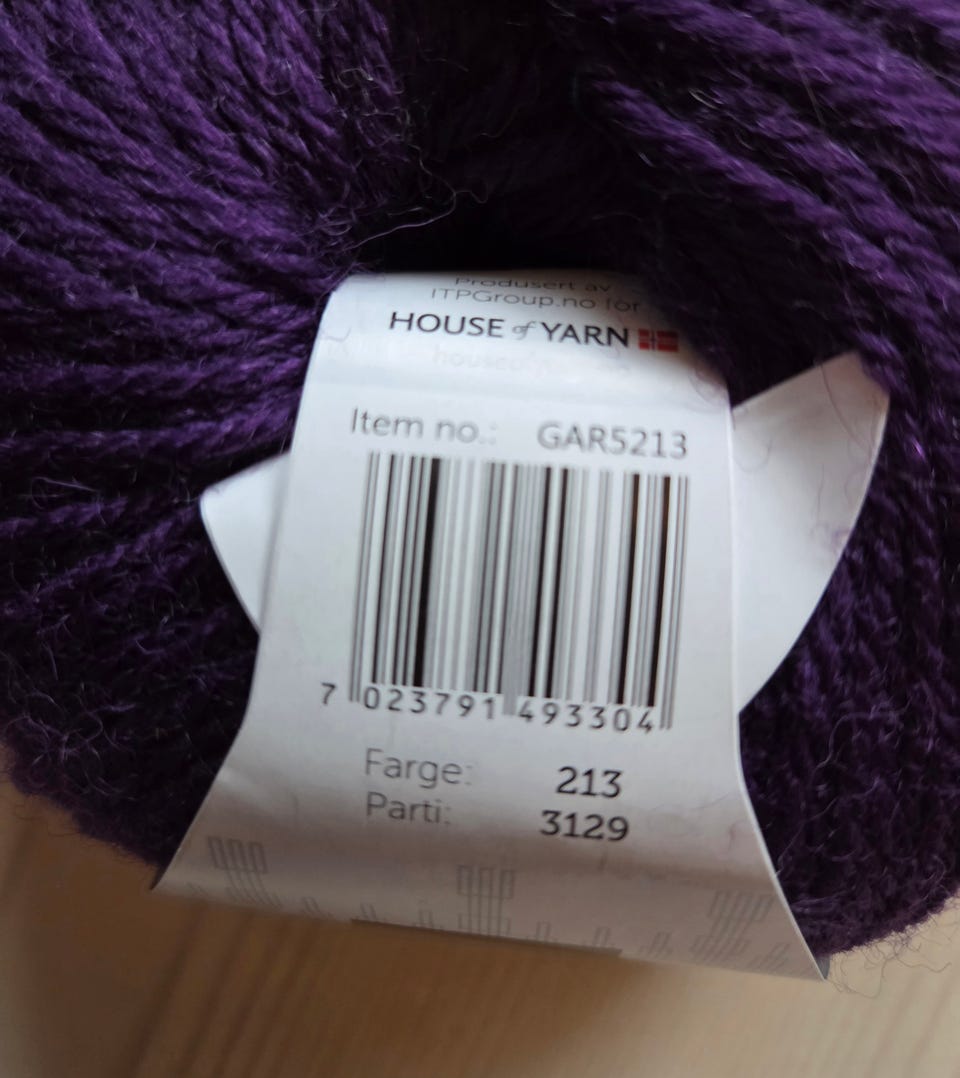 Produsert av
ITPGroup.no for
HOUSE of YARN
Item no.: GAR5213
7 023791 493304
Farge: 213
Parti: 3129